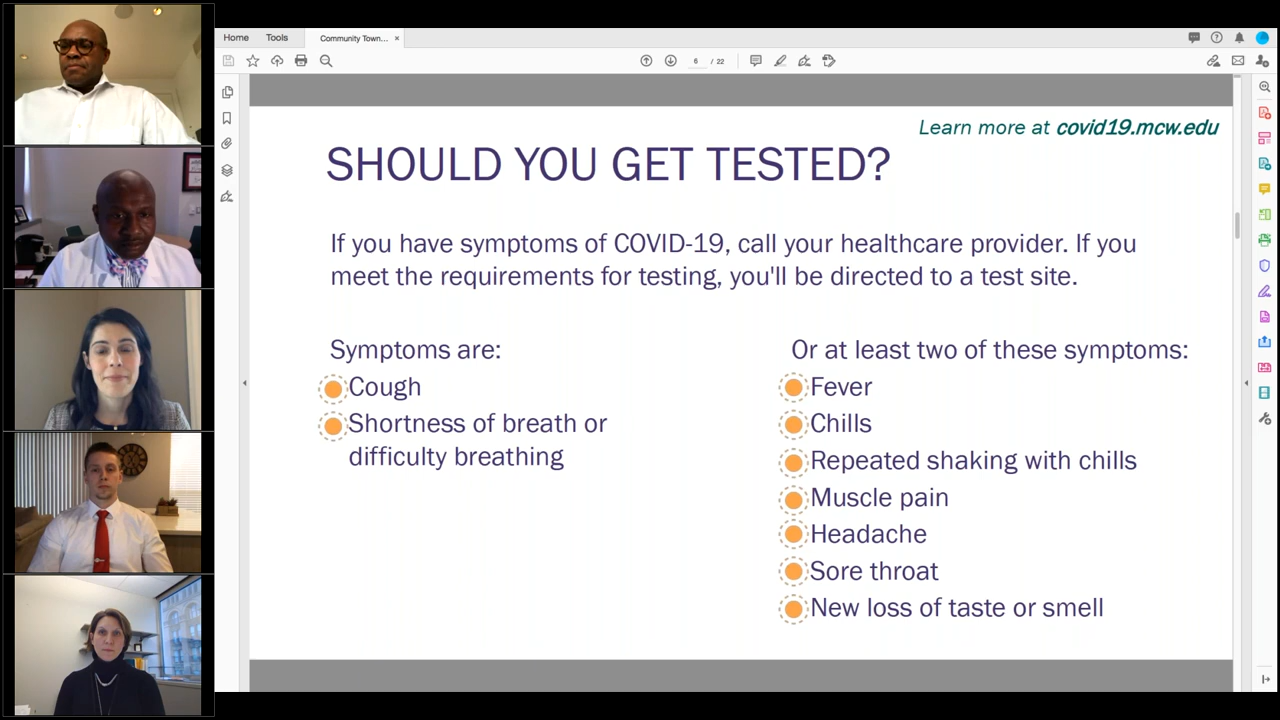 Home Tools Community Town... ×
6 / 22
Learn more at covid19.mcw.edu
SHOULD YOU GET TESTED?
If you have symptoms of COVID-19, call your healthcare provider. If you
meet the requirements for testing, you'll be directed to a test site.
Symptoms are:
Cough
Shortness of breath or
difficulty breathing
Or at least two of these symptoms:
Fever
Chills
Repeated shaking with chills
Muscle pain
Headache
Sore throat
New loss of taste or smell